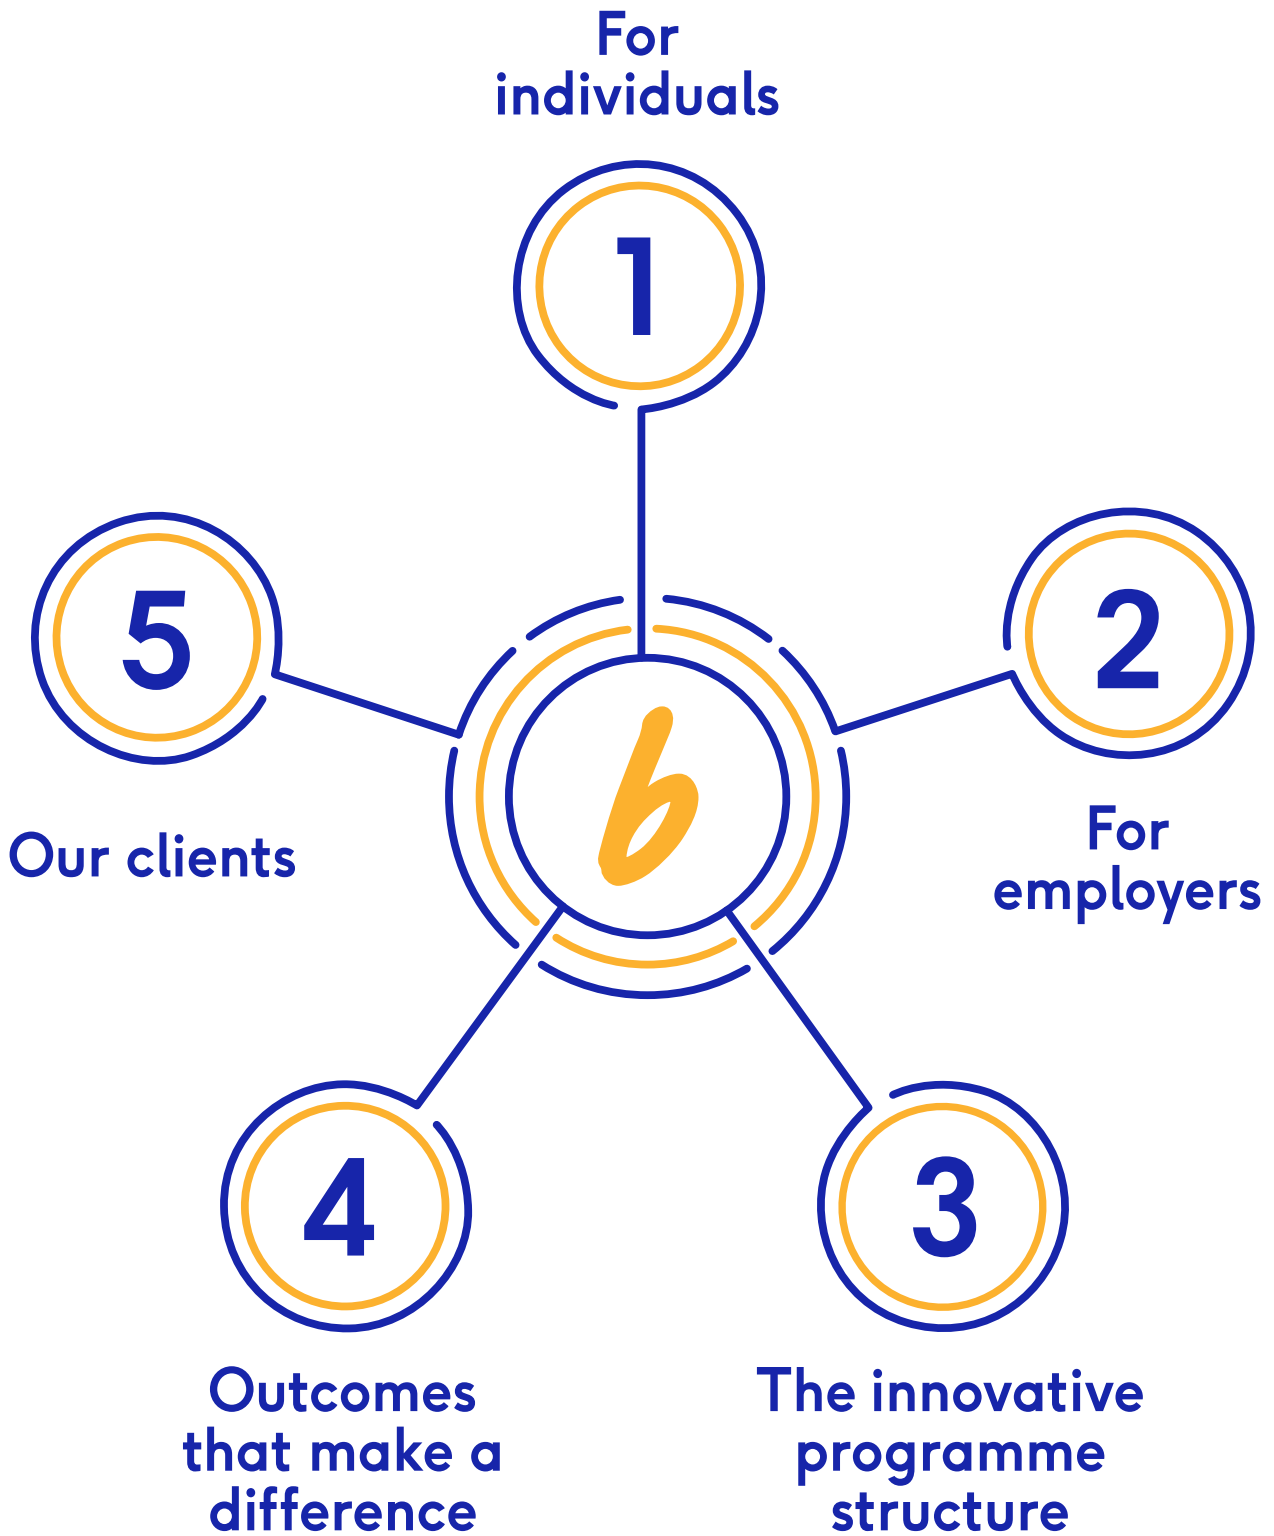 For
individuals
1
2
For
employers
3
The innovative
programme
structure
4
Outcomes
that make a
difference
5
Our clients
b